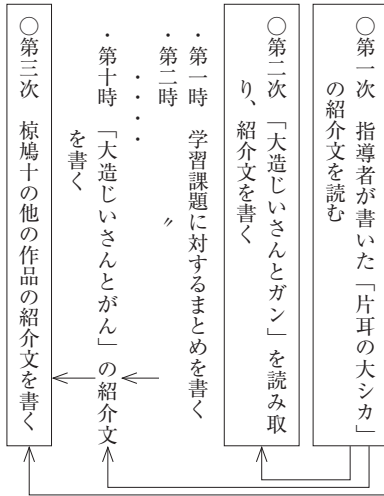 ○第一次　指導者が書いた「片耳の大シカ」
の紹介文を読む
○第二次　「大造じいさんとガン」を読み取
り、紹介文を書く
・第一時　学習課題に対するまとめを書く
・第二時　　　〃
・・・・
・第十時　「大造じいさんとがん」の紹介文
を書く
○第三次　椋鳩十の他の作品の紹介文を書く